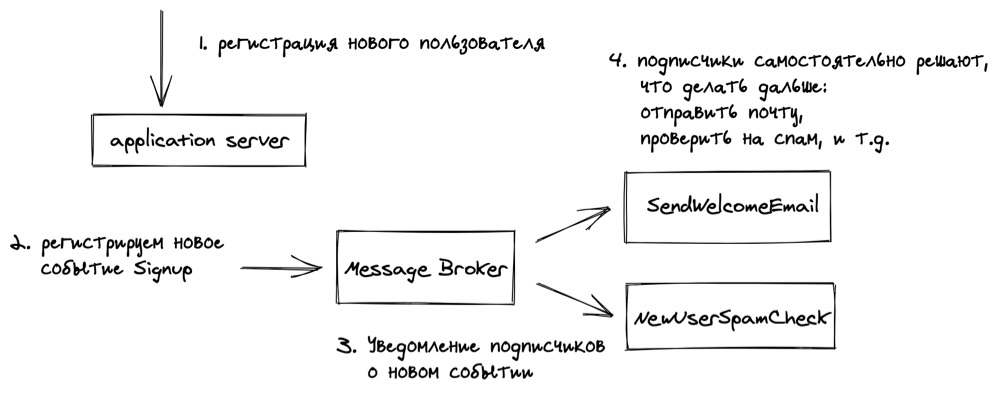 1. регистрация нового пользователя
application server
2. регистрируем новое
событие Signup
Message Broker
3. Уведомление подписчиков
о новом событии
4. подписчики самостоятельно решают,
что делать дальше:
отправить почту,
проверить на спам, и т.д.
SendWelcomeEmail
NewUserSpamCheck